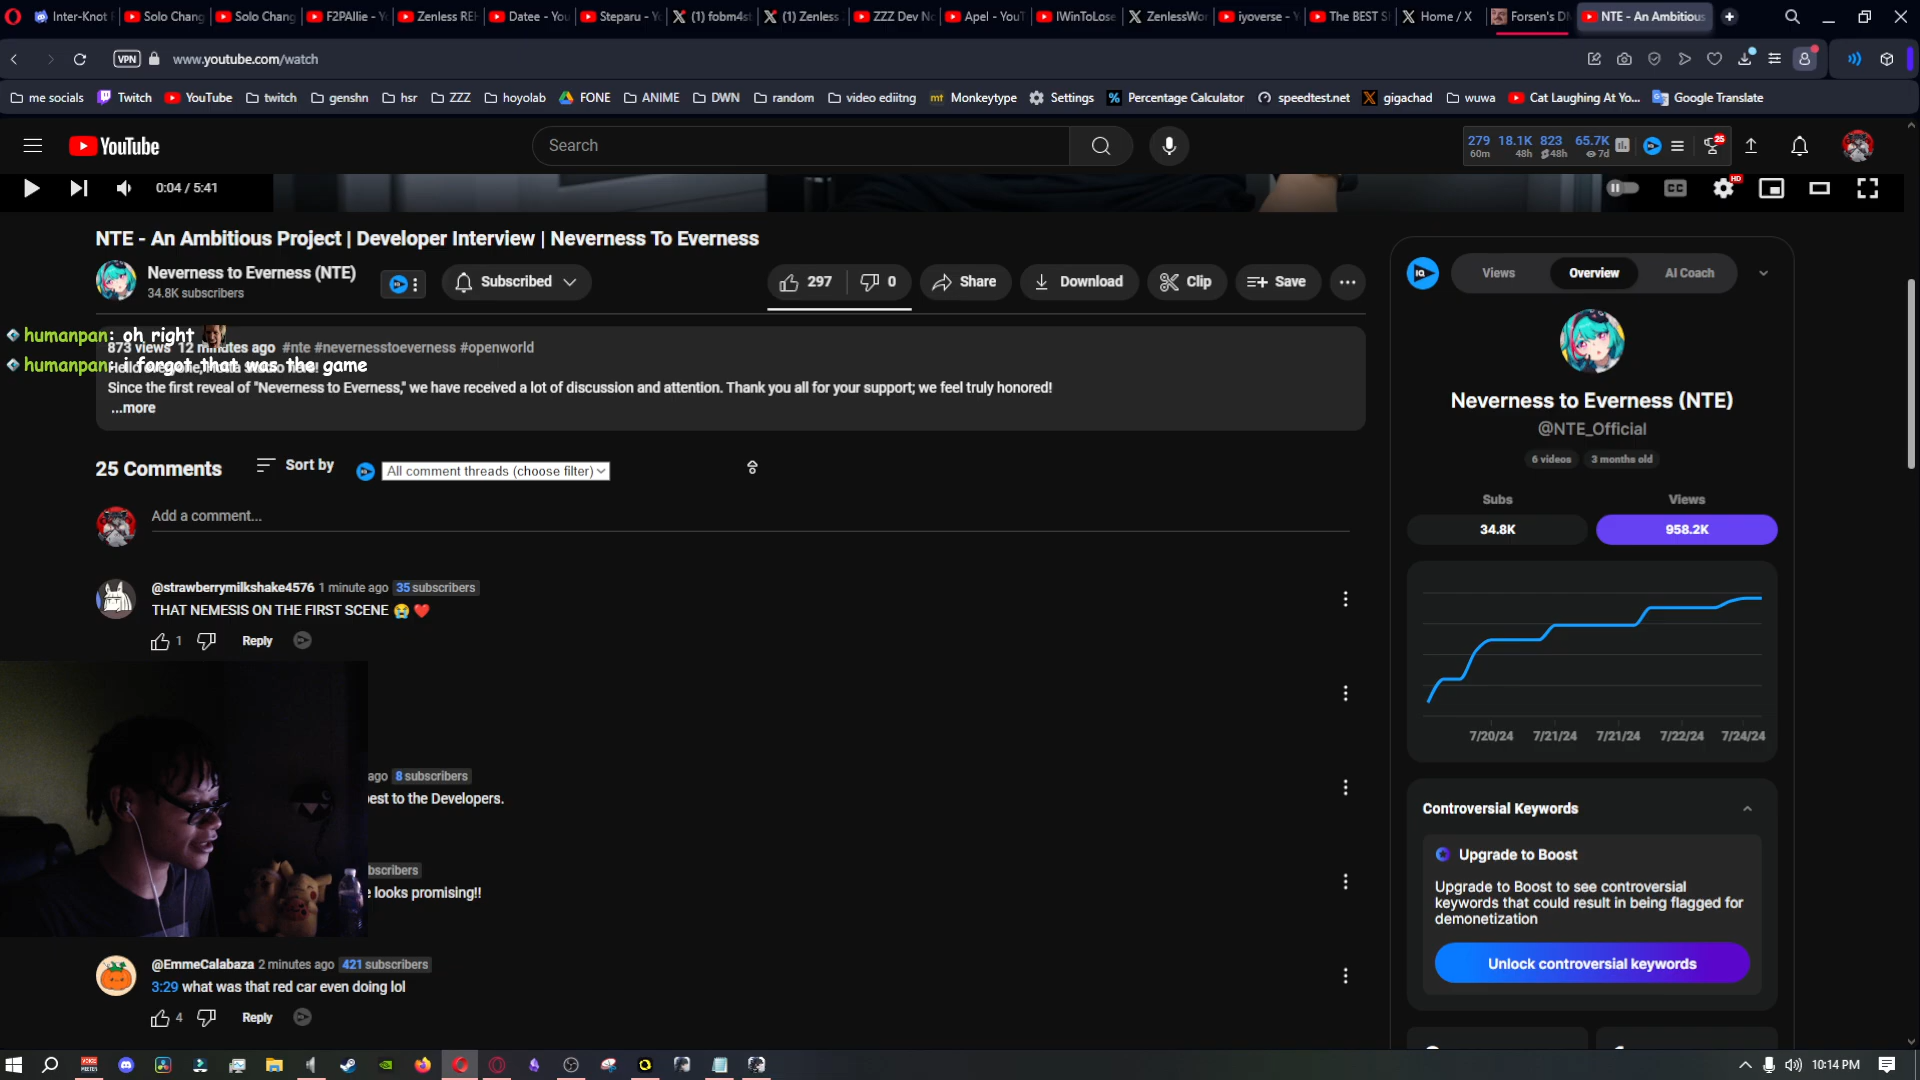 Inter-Knot
Solo Chang
Solo Chang
F2PAllie - Y
Zenless RE
Datee - You
Steparu - Y
(1) fobm4st
(1) Zenless
ZZZ Dev No
Apel - YouT
IWinToLose
ZenlessWor
iyoverse - Y
The BEST S
Home / X
Forsen's D
NTE - An Ambitious
VPN
www.youtube.com/watch
me socials
Twitch
YouTube
twitch
genshn
hsr
ZZZ
hoyolab
FONE
ANIME
DWN
random
video ediitng
mt Monkeytype
Settings
% Percentage Calculator
speedtest.net
gigachad
wuwa
Cat Laughing At Yo...
Google Translate
YouTube
Search
279 18.1K 823 65.7K
60m 48h 48h 7d
25
0:04 / 5:41
CC
HD
NTE - An Ambitious Project | Developer Interview | Neverness To Everness
Neverness to Everness (NTE)
34.8K subscribers
Subscribed
297
0
Share
Download
Clip
Save
humanpan: oh right
873 views 12 minutes ago #nte #nevernesstoeverness #openworld
humanpan: i forgot that was the game
Since the first reveal of "Neverness to Everness," we have received a lot of discussion and attention. Thank you all for your support; we feel truly honored!
...more
25 Comments
Sort by
All comment threads (choose filter)
Add a comment...
@strawberrymilkshake4576 1 minute ago 35 subscribers
THAT NEMESIS ON THE FIRST SCENE 😭 ❤️
1
Reply
ago 8 subscribers
best to the Developers.
bscribers
looks promising!!
@EmmeCalabaza 2 minutes ago 421 subscribers
3:29 what was that red car even doing lol
4
Reply
IQ
Views
Overview
AI Coach
Neverness to Everness (NTE)
@NTE_Official
6 videos
3 months old
Subs
Views
34.8K
958.2K
7/20/24
7/21/24
7/21/24
7/22/24
7/24/24
Controversial Keywords
Upgrade to Boost
Upgrade to Boost to see controversial
keywords that could result in being flagged for
demonetization
Unlock controversial keywords
10:14 PM